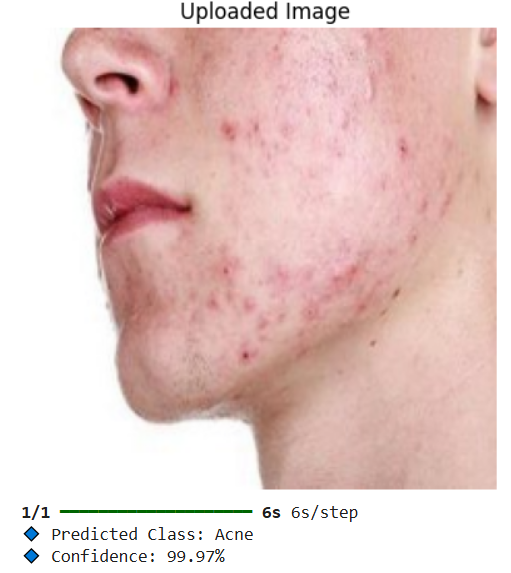 Uploaded Image
1/1 6s 6s/step
Predicted Class: Acne
Confidence: 99.97%